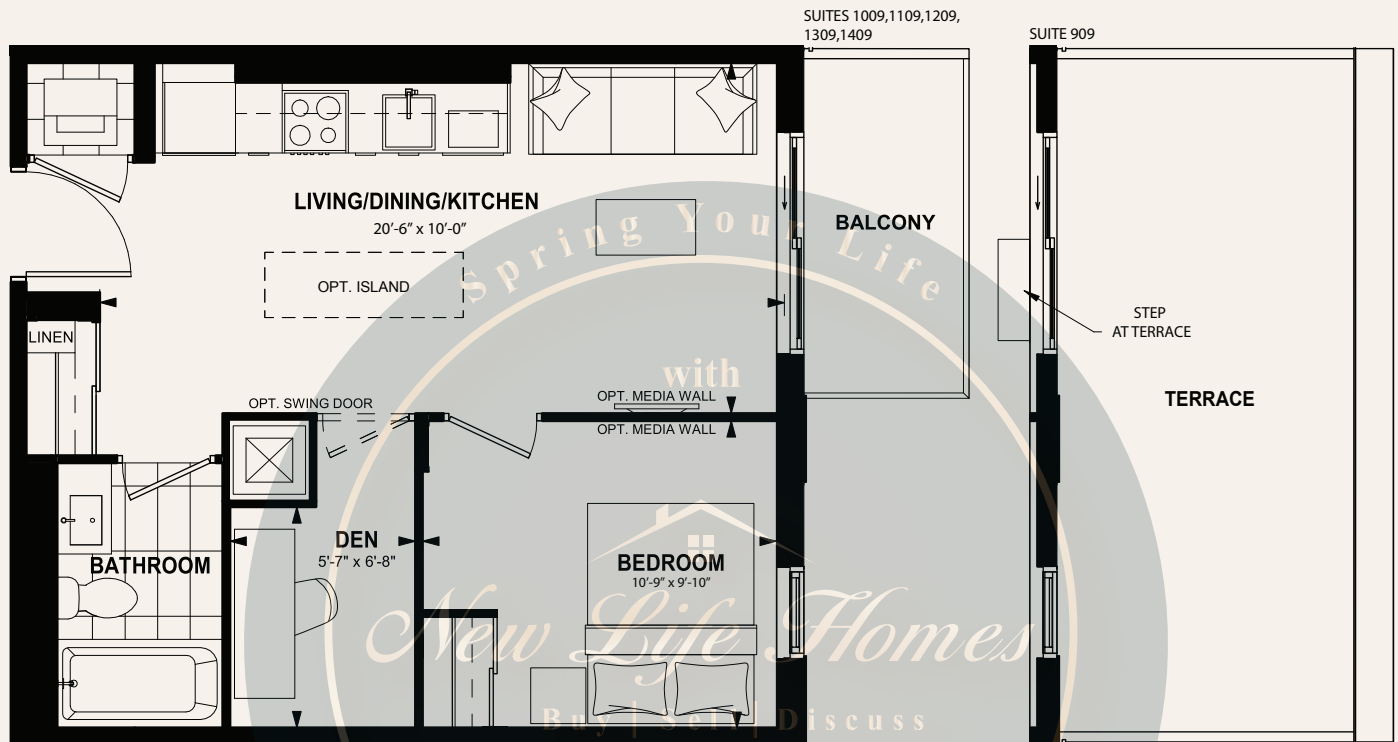 SUITES 1009,1109,1209,
1309,1409
SUITE 909
LIVING/DINING/KITCHEN
20'-6" x 10'-0"
BALCONY
Spring Your Life
OPT. ISLAND
STEP
AT TERRACE
LINEN
with
OPT. MEDIA WALL
OPT. SWING DOOR
TERRACE
OPT. MEDIA WALL
DEN
5'-7" x 6'-8"
BATHROOM
BEDROOM
10'-9" x 9'-10"
New Life Homes
Buy | Sell | Discuss